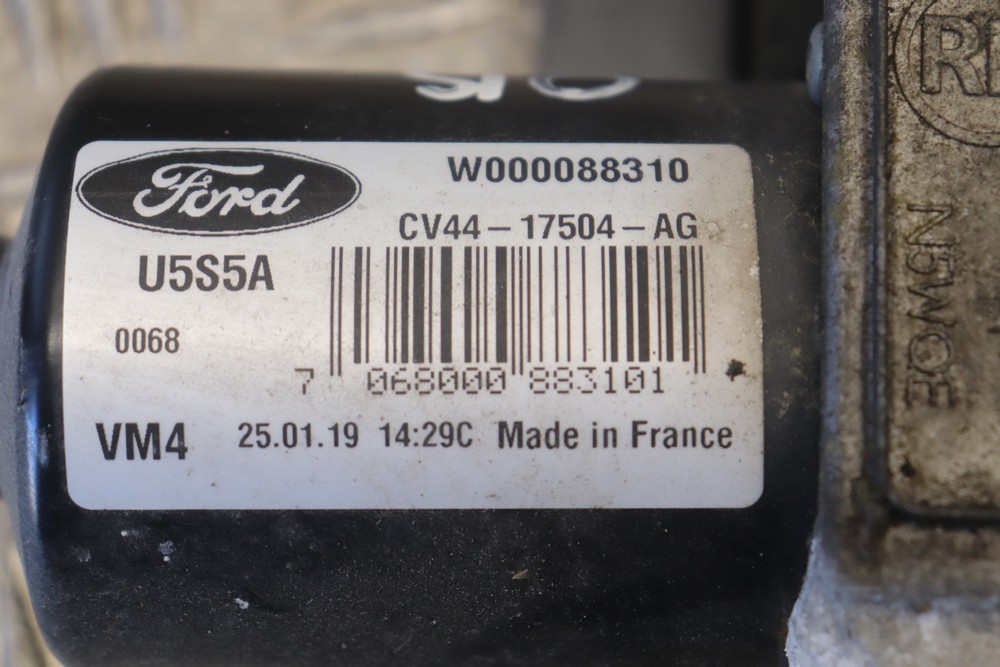 Ford
W000088310
CV44-17504-AG
U5S5A
0068
7 068000 883101
VM4 25.01.19 14:29C Made in France